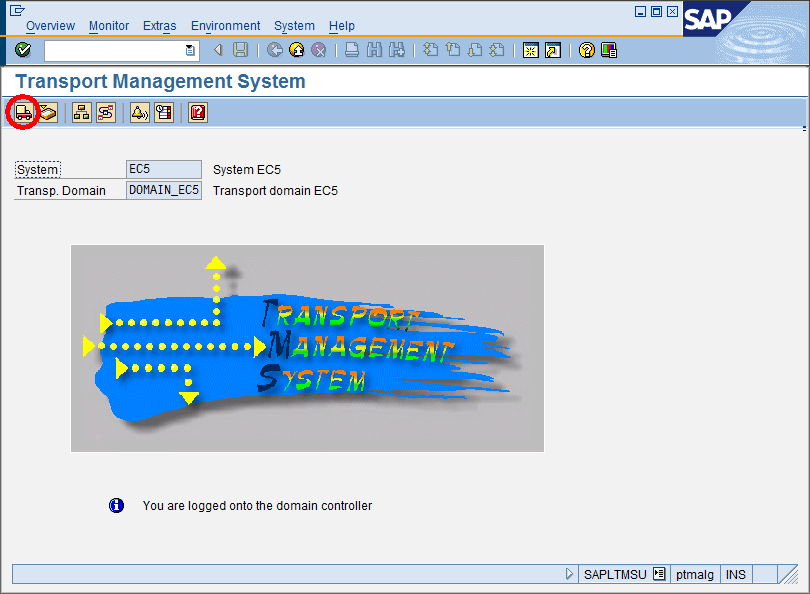 Overview Monitor Extras Environment System Help
SAP
Transport Management System
System EC5 System EC5
Transp. Domain DOMAIN_EC5 Transport domain EC5
TRANSPORT
MANAGEMENT
SYSTEM
You are logged onto the domain controller
SAPLTMSU ptmalg INS